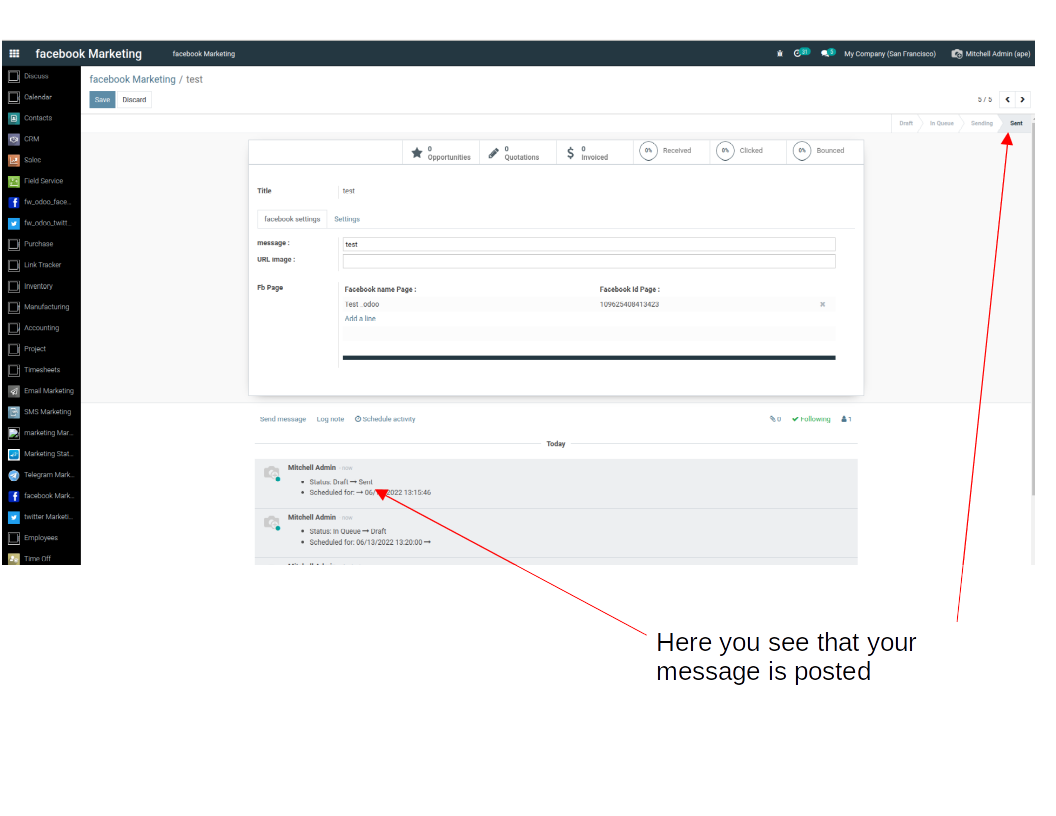 facebook Marketing facebook Marketing 21 5 My Company (San Francisco) Mitchell Admin (ape)
Discuss
Calendar
Contacts
CRM
Sales
Field Service
fw_odoo_face..
fw_odoo_twitt..
Purchase
Link Tracker
Inventory
Manufacturing
Accounting
Project
Timesheets
Email Marketing
SMS Marketing
marketing Mar..
Marketing Stat..
Telegram Mark..
facebook Mark..
twitter Marketi..
Employees
Time Off
facebook Marketing / test
Save Discard 5 / 5
Draft In Queue Sending Sent
0 Opportunities
0 Quotations
0 Invoiced
0% Received
0% Clicked
0% Bounced
Title test
facebook settings Settings
message : test
URL image :
Fb Page Facebook name Page : Facebook Id Page :
Test . odoo 109625408413423
Add a line
Send message Log note Schedule activity 0 Following 1
Today
Mitchell Admin - now
Status: Draft → Sent
Scheduled for: → 2022 13:15:46
Mitchell Admin - now
Status: In Queue → Draft
Scheduled for: 06/13/2022 13:20:00 →
Here you see that your
message is posted